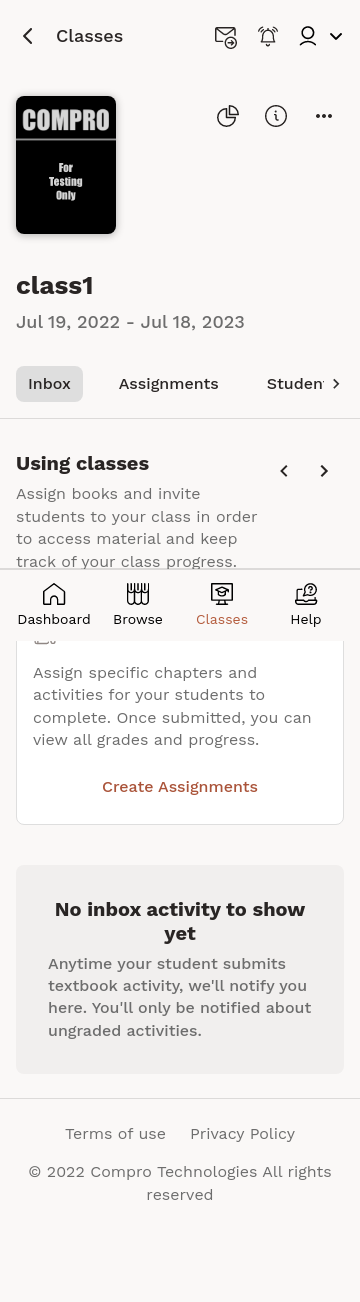 Classes
COMPRO
For
Testing
Only
class1
Jul 19, 2022 - Jul 18, 2023
Inbox
Assignments
Studen
Using classes
Assign books and invite
students to your class in order
to access material and keep
track of your class progress.
Dashboard
Browse
Classes
Help
Assign specific chapters and
activities for your students to
complete. Once submitted, you can
view all grades and progress.
Create Assignments
No inbox activity to show
yet
Anytime your student submits
textbook activity, we'll notify you
here. You'll only be notified about
ungraded activities.
Terms of use
Privacy Policy
© 2022 Compro Technologies All rights
reserved